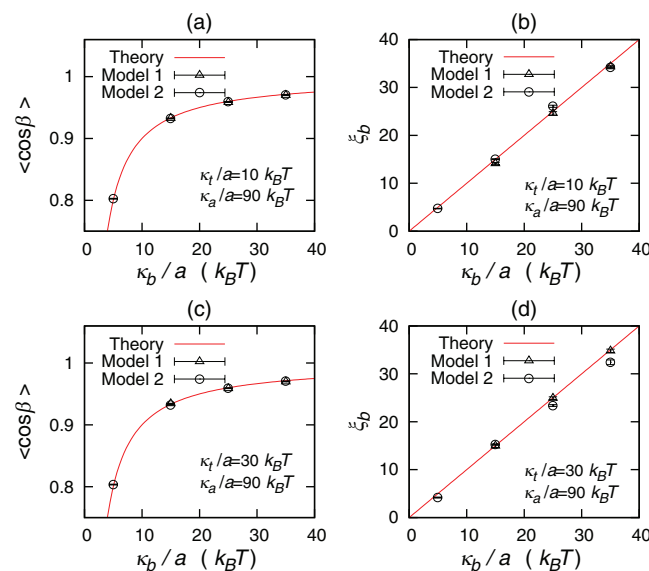 (a)
Theory
Model 1
Model 2
1
0.9
0.8
<cosβ >
κt/a=10 kBT
κa/a=90 kBT
0 10 20 30 40
κb/a ( kBT)
(b)
40
Theory
Model 1
Model 2
30
20
10
0
ξb
κt/a=10 kBT
κa/a=90 kBT
0 10 20 30 40
κb/a ( kBT)
(c)
Theory
Model 1
Model 2
1
0.9
0.8
<cosβ >
κt/a=30 kBT
κa/a=90 kBT
0 10 20 30 40
κb/a ( kBT)
(d)
40
Theory
Model 1
Model 2
30
20
10
0
ξb
κt/a=30 kBT
κa/a=90 kBT
0 10 20 30 40
κb/a ( kBT)